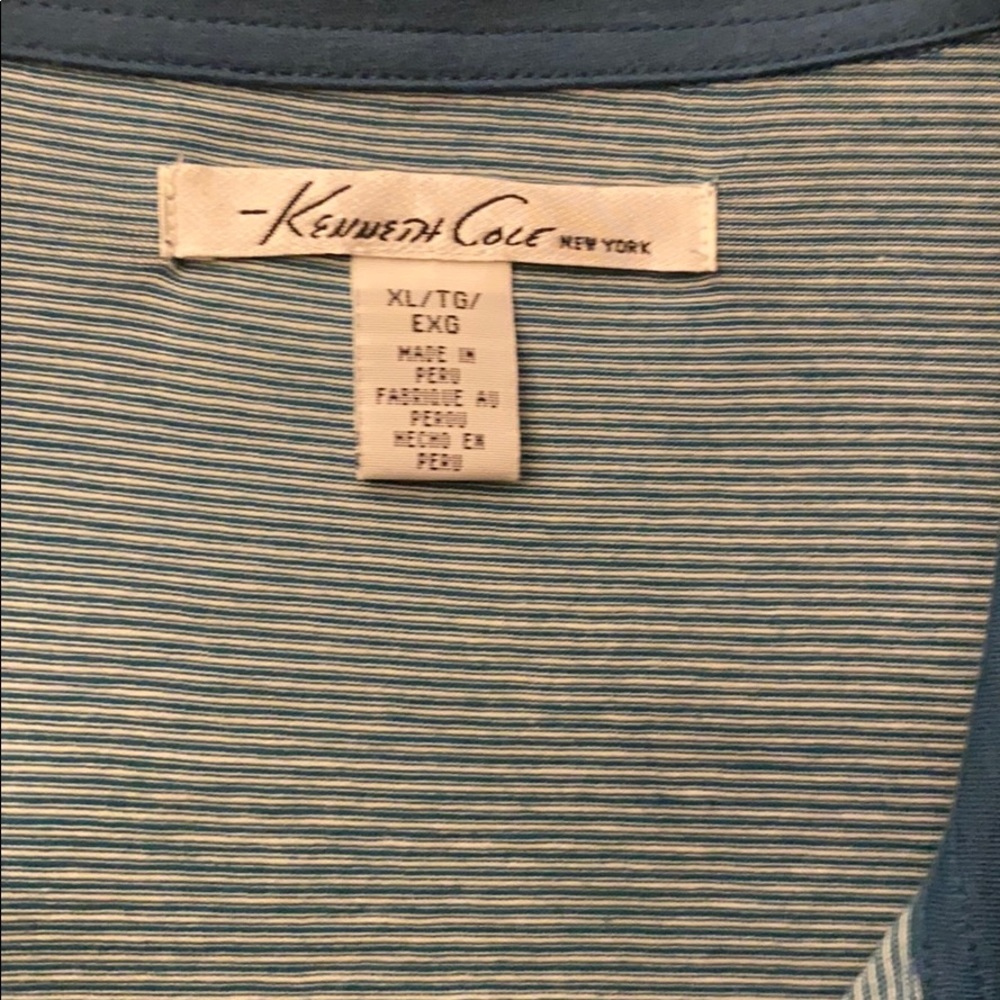 -Kenneth Cole NEW YORK
XL/TG/
EXG
MADE IN
PERU
FABRIQUE AU
PEROU
HECHO EN
PERU